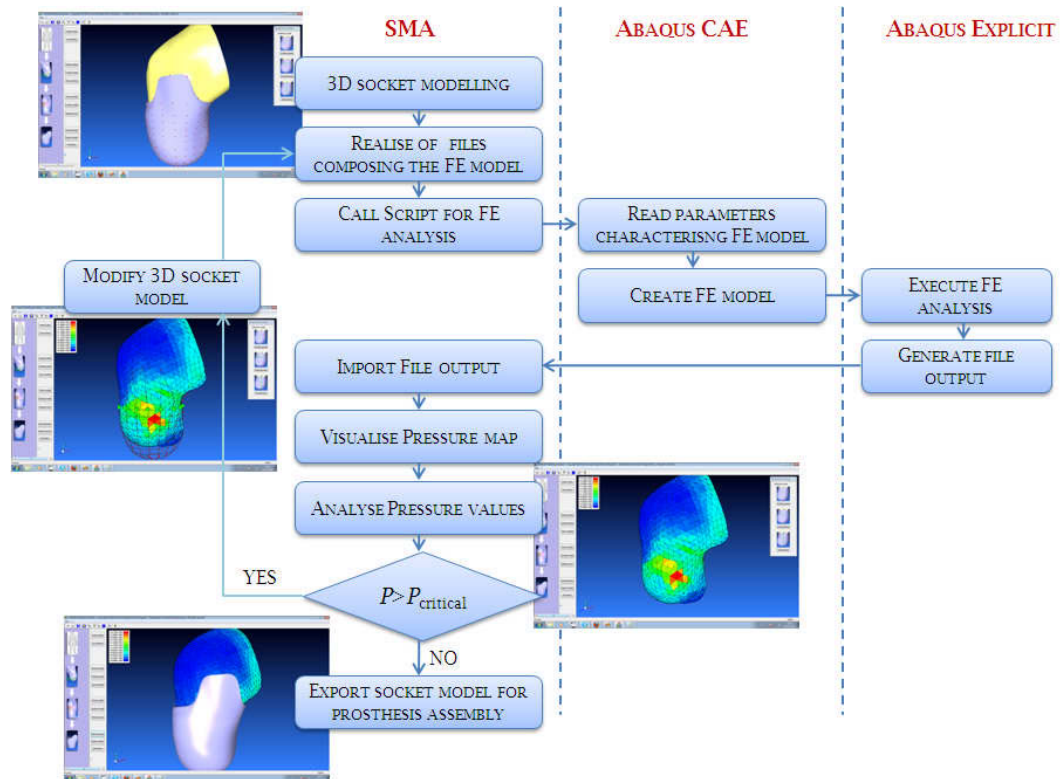 SMA
ABAQUS CAE
ABAQUS EXPLICIT
3D SOCKET MODELLING
REALISE OF FILES
COMPOSING THE FE MODEL
CALL SCRIPT FOR FE
ANALYSIS
READ PARAMETERS
CHARACTERISNG FE MODEL
MODIFY 3D SOCKET
MODEL
CREATE FE MODEL
EXECUTE FE
ANALYSIS
GENERATE FILE
OUTPUT
IMPORT FILE OUTPUT
VISUALISE PRESSURE MAP
ANALYSE PRESSURE VALUES
YES
P>Pcritical
NO
EXPORT SOCKET MODEL FOR
PROSTHESIS ASSEMBLY